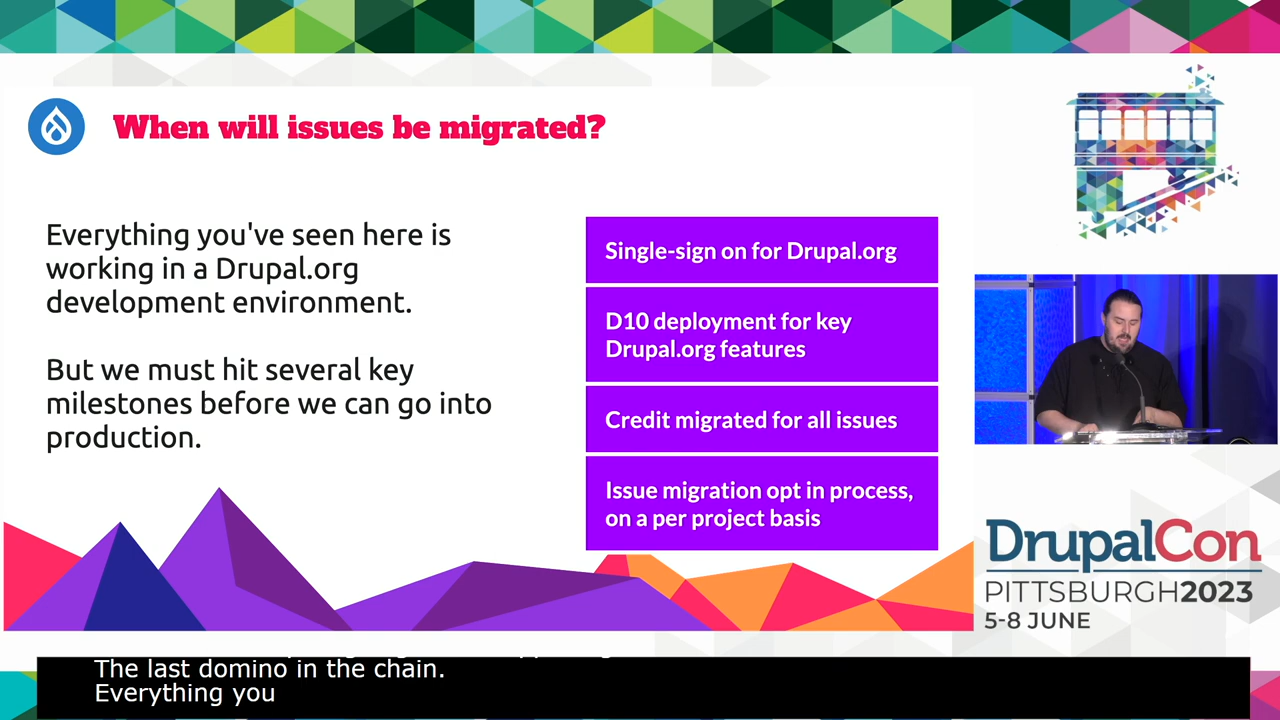 When will issues be migrated?
Everything you've seen here is
working in a Drupal.org
development environment.
But we must hit several key
milestones before we can go into
production.
Single-sign on for Drupal.org
D10 deployment for key
Drupal.org features
Credit migrated for all issues
Issue migration opt in process,
on a per project basis
DrupalCon
PITTSBURGH2023
5-8 JUNE
The last domino in the chain.
Everything you